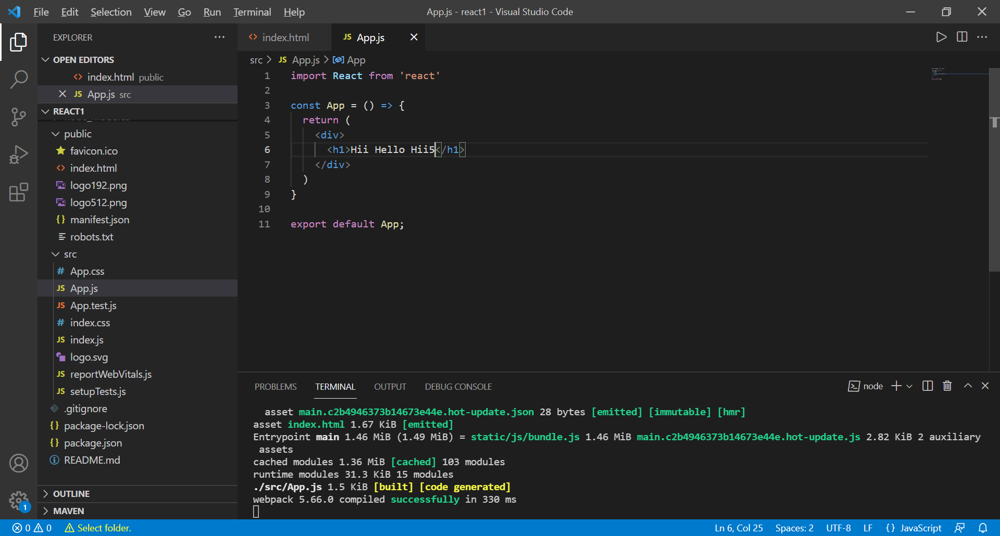 File Edit Selection View Go Run Terminal Help
App.js - react1 - Visual Studio Code
EXPLORER
OPEN EDITORS
index.html public
App.js src
REACT1
node_modules
public
favicon.ico
index.html
logo192.png
logo512.png
manifest.json
robots.txt
src
App.css
App.js
App.test.js
index.css
index.js
logo.svg
reportWebVitals.js
setupTests.js
.gitignore
package-lock.json
package.json
README.md
OUTLINE
MAVEN
1
index.html
JS App.js
src > JS App.js > App
1 import React from 'react'
2
3 const App = () => {
4 return (
5 <div>
6 <h1>Hii Hello Hii5</h1>
7 </div>
8 )
9 }
10
11 export default App;
PROBLEMS TERMINAL OUTPUT DEBUG CONSOLE
node
asset main.c2b4946373b14673e44e.hot-update.json 28 bytes [emitted] [immutable] [hmr]
asset index.html 1.67 KiB [emitted]
Entrypoint main 1.46 MiB (1.49 MiB) = static/js/bundle.js 1.46 MiB main.c2b4946373b14673e44e.hot-update.js 2.82 KiB 2 auxiliary
assets
cached modules 1.36 MiB [cached] 103 modules
runtime modules 31.3 KiB 15 modules
./src/App.js 1.5 KiB [built] [code generated]
webpack 5.66.0 compiled successfully in 330 ms
0 0 Select folder.
Ln 6, Col 25 Spaces: 2 UTF-8 LF {} JavaScript